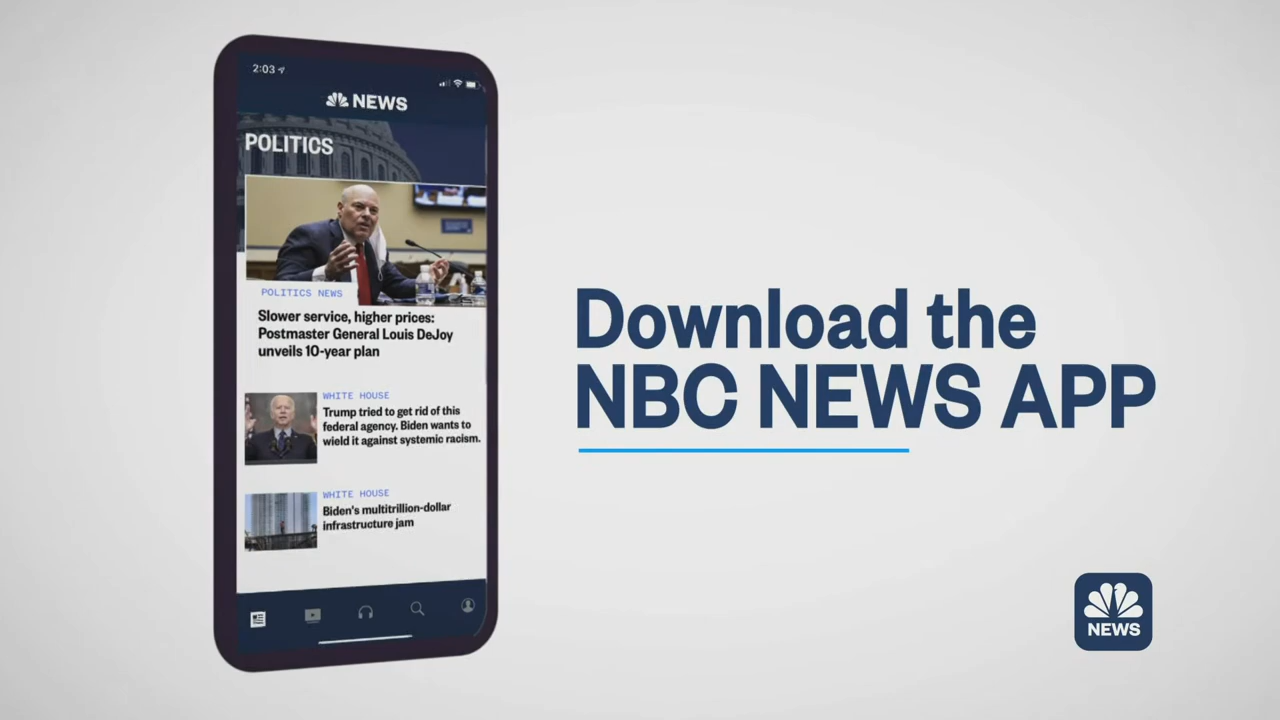 2:03
NEWS
POLITICS
POLITICS NEWS
Slower service, higher prices:
Postmaster General Louis DeJoy
unveils 10-year plan
WHITE HOUSE
Trump tried to get rid of this
federal agency. Biden wants to
wield it against systemic racism.
WHITE HOUSE
Biden's multitrillion-dollar
infrastructure jam
Download the
NBC NEWS APP
NEWS